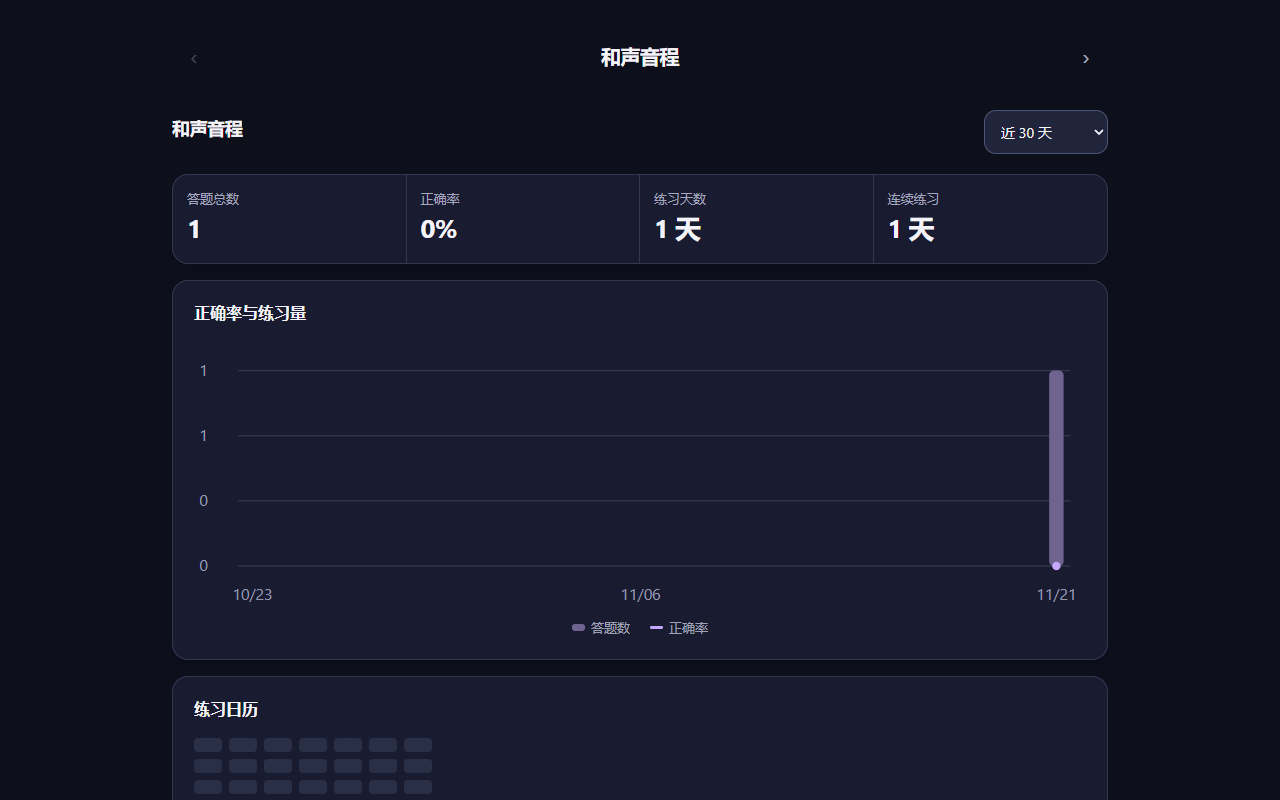 ‹ 和声音程 ›
和声音程 近 30 天
答题总数 正确率 练习天数 连续练习
1 0% 1 天 1 天
正确率与练习量
1
1
0
0
10/23 11/06 11/21
答题数 正确率
练习日历